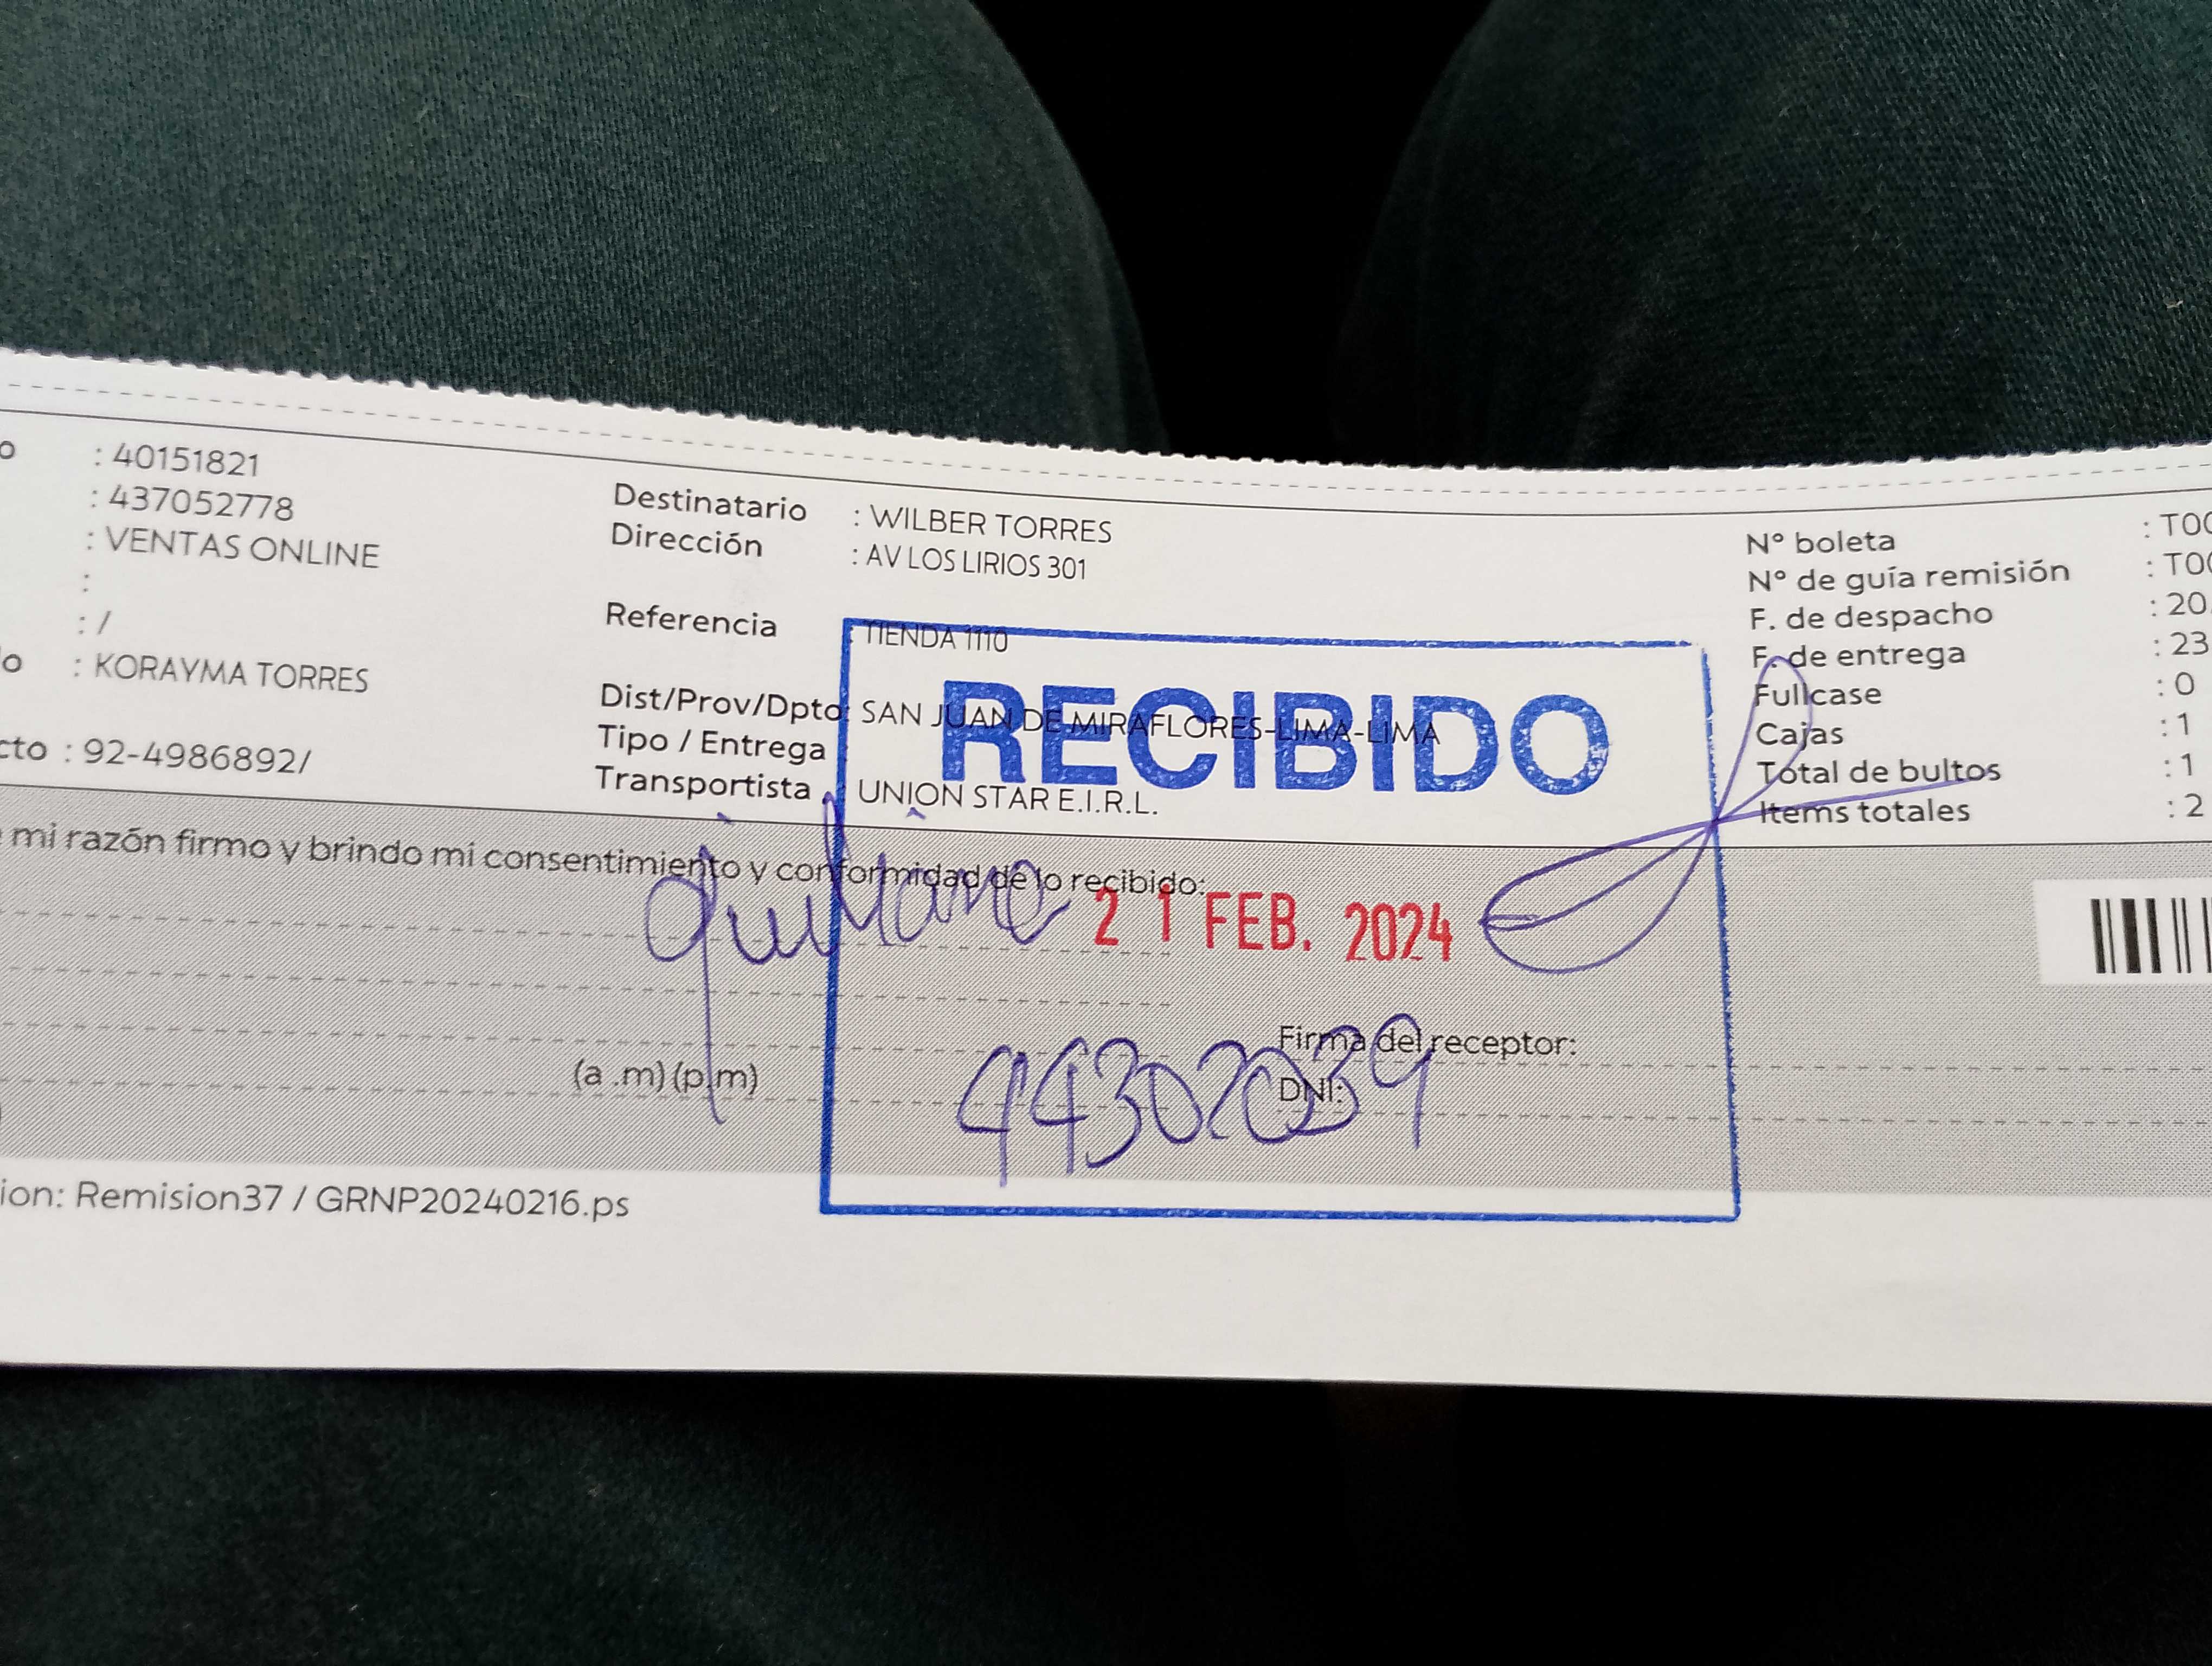 o : 40151821
: 437052778
: VENTAS ONLINE
:
: /
o : KORAYMA TORRES
cto : 92-4986892/
Destinatario : WILBER TORRES
Dirección : AV LOS LIRIOS 301
Referencia TIENDA 1110
Dist/Prov/Dpto: SAN JUAN DE MIRAFLORES-LIMA-LIMA
Tipo / Entrega
Transportista UNION STAR E.I.R.L.
N° boleta : T00
N° de guía remisión : T00
F. de despacho : 20
F. de entrega : 23
Fullcase : 0
Cajas : 1
Total de bultos : 1
Items totales : 2
RECIBIDO
mi razón firmo y brindo mi consentimiento y conformidad de lo recibido:
21 FEB. 2024
Firma del receptor:
(a .m) (p.m)
DNI:
44302039
ion: Remision37 / GRNP20240216.ps